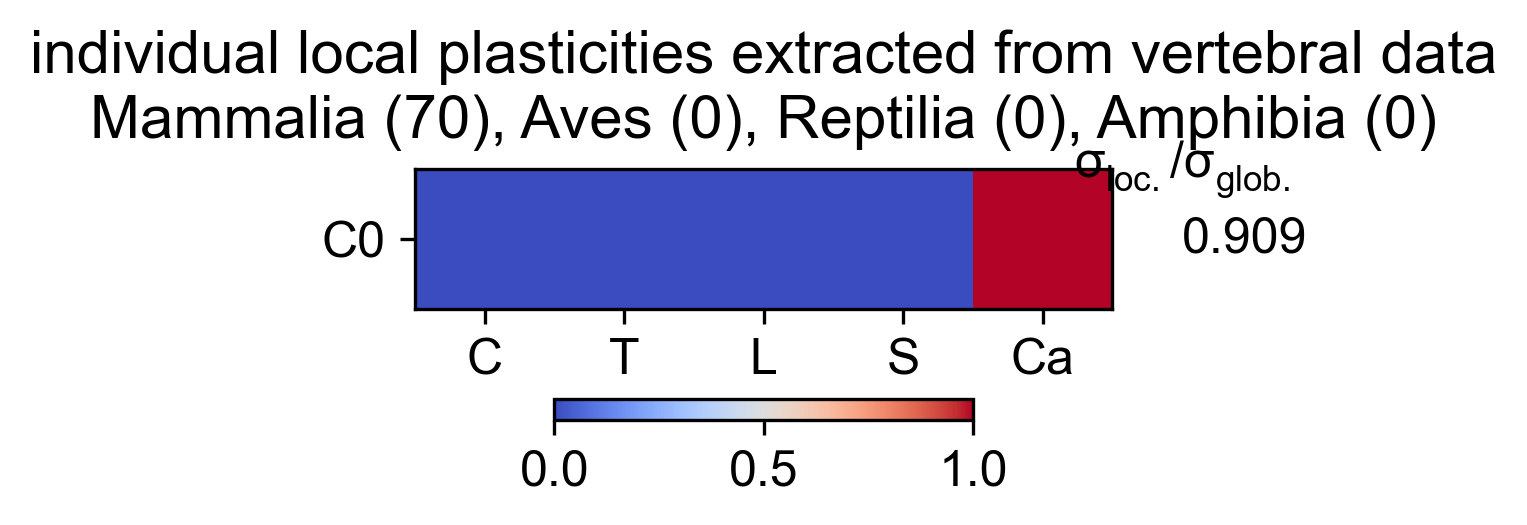 individual local plasticities extracted from vertebral data
Mammalia (70), Aves (0), Reptilia (0), Amphibia (0)
σloc. /σglob.
C0 0.909
C T L S Ca
0.0 0.5 1.0